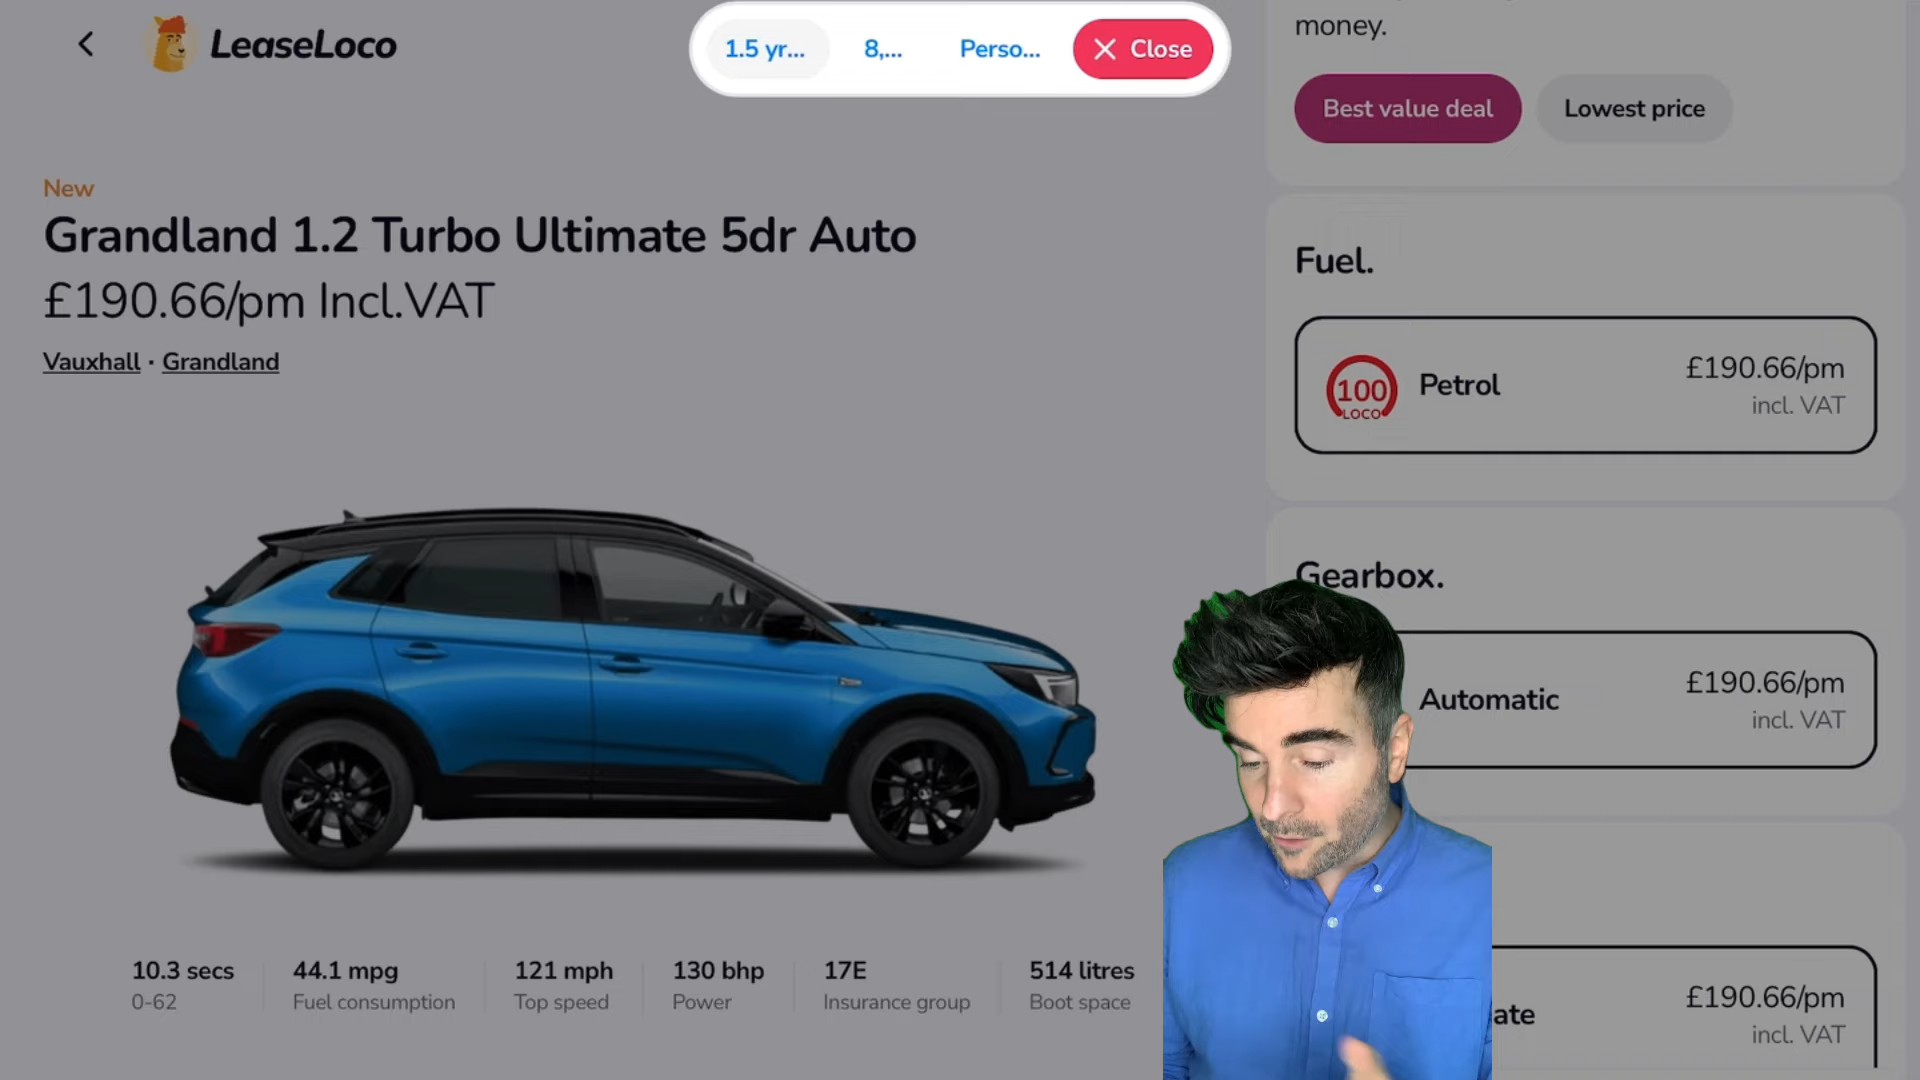 LeaseLoco
1.5 yr...
8,...
Perso...
Close
New
Grandland 1.2 Turbo Ultimate 5dr Auto
£190.66/pm Incl.VAT
Vauxhall · Grandland
10.3 secs
0-62
44.1 mpg
Fuel consumption
121 mph
Top speed
130 bhp
Power
17E
Insurance group
514 litres
Boot space
money.
Best value deal
Lowest price
Fuel.
100
LOCO
Petrol
£190.66/pm
incl. VAT
Gearbox.
Automatic
£190.66/pm
incl. VAT
ate
£190.66/pm
incl. VAT